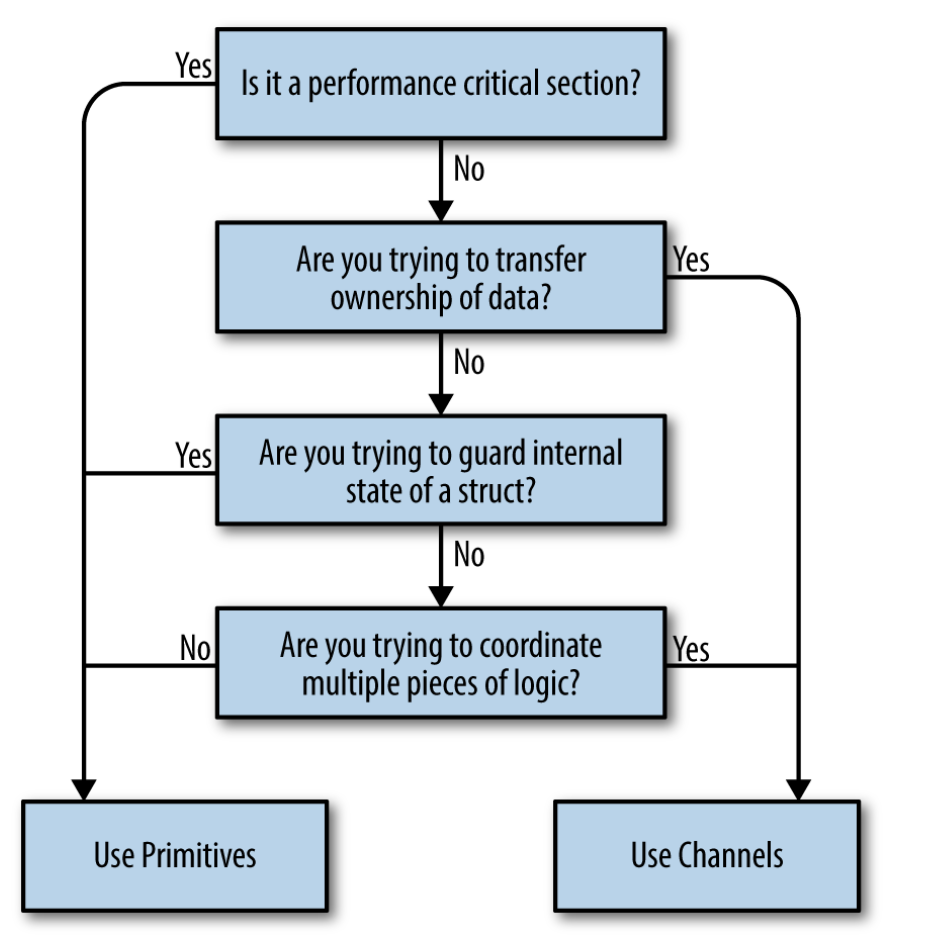 Yes
Is it a performance critical section?
No
Are you trying to transfer
ownership of data?
Yes
No
Yes
Are you trying to guard internal
state of a struct?
No
No
Are you trying to coordinate
multiple pieces of logic?
Yes
Use Primitives
Use Channels